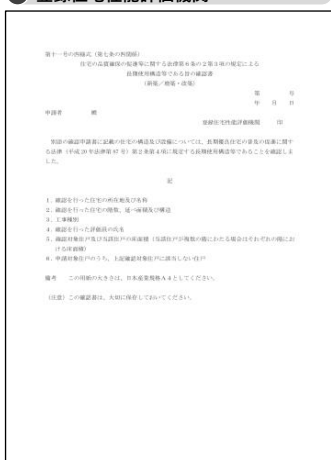 登録住宅性能評価機関
第十一号の四様式（第七条の四関係）
住宅の品質確保の促進等に関する法律第6条の2第3項の規定による
長期使用構造等である旨の確認書
（新築／増築・改築）
第　　　号
年　月　日
申請者　　　様
登録住宅性能評価機関　　印
別添の確認申請書に記載の住宅の構造及び設備については、長期優良住宅の普及の促進に関す
る法律（平成20年法律第87号）第2条第4項に規定する長期使用構造等であることを確認しま
した。
記
1．確認を行った住宅の所在地及び名称
2．確認を行った住宅の階数、延べ面積及び構造
3．工事種別
4．確認を行った評価員の氏名
5．確認対象住戸及び当該住戸の床面積（当該住戸が複数の階にわたる場合はそれぞれの階にお
ける床面積）
6．申請対象住戸のうち、上記確認対象住戸に該当しない住戸
備考　この用紙の大きさは、日本産業規格A4としてください。
（注意）この確認書は、大切に保存しておいてください。